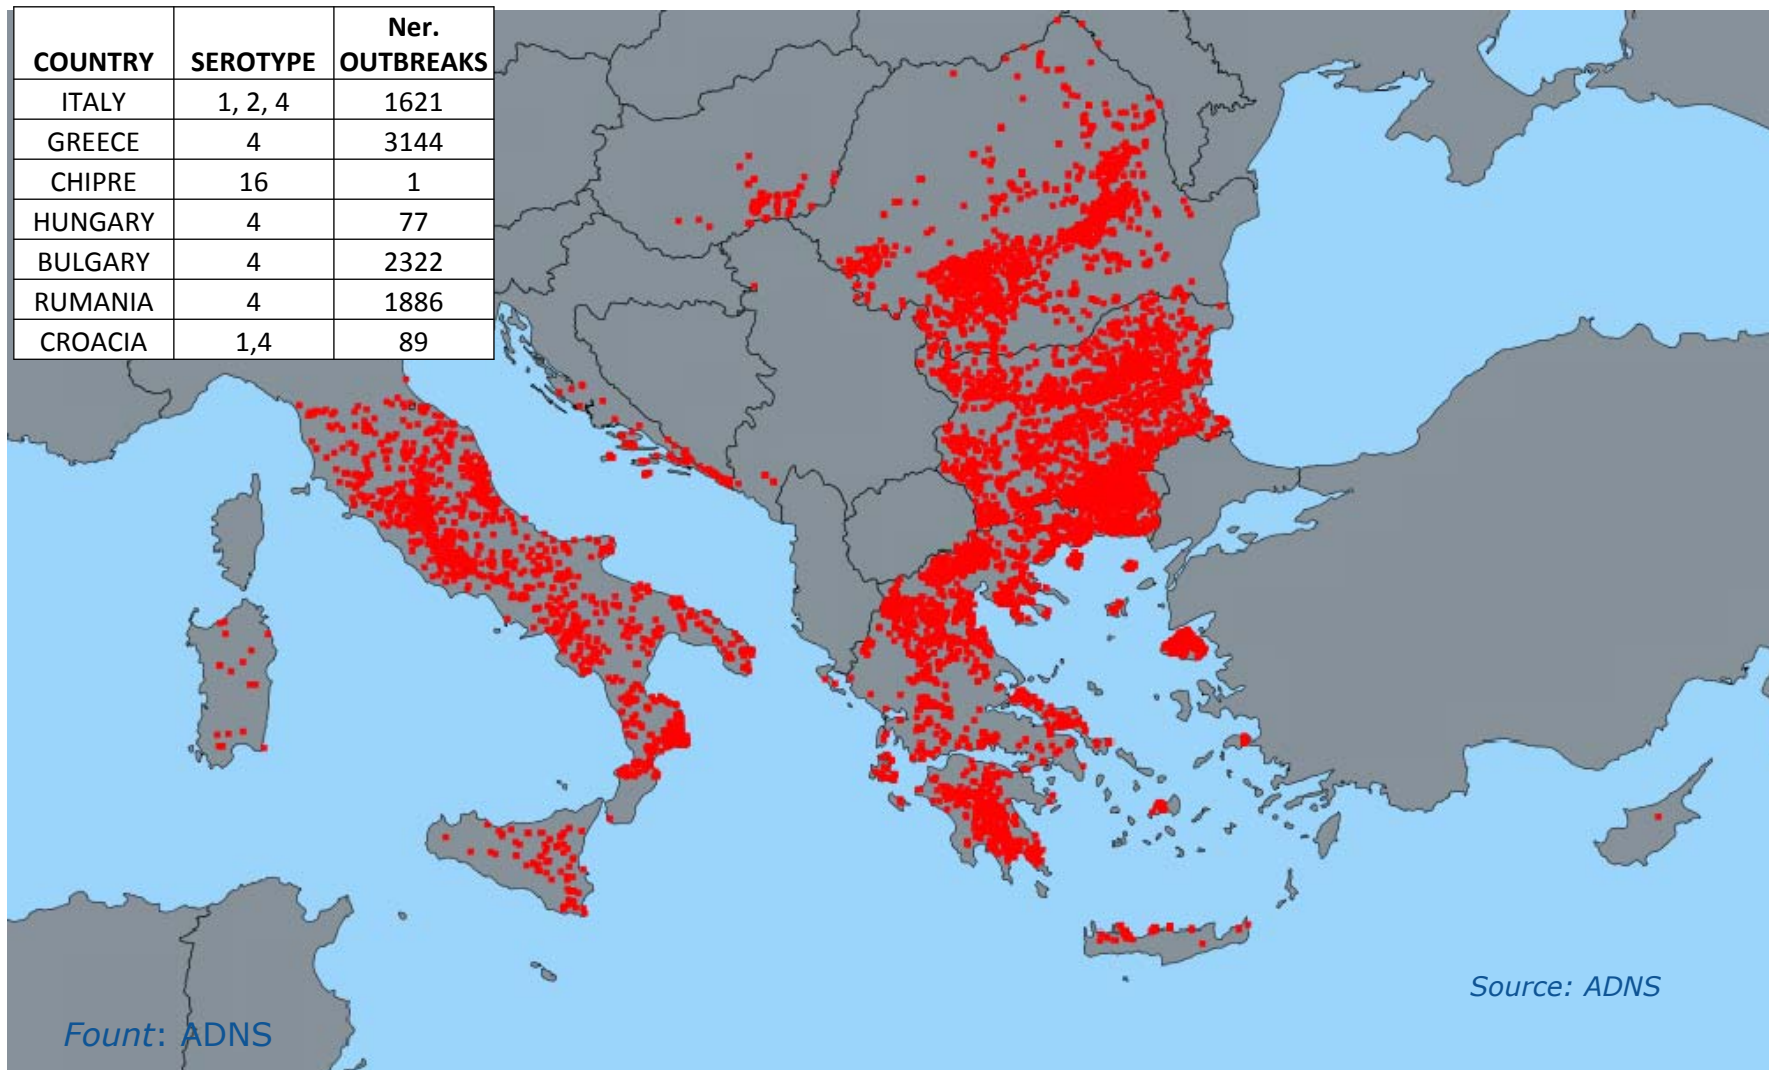 COUNTRY SEROTYPE Ner. OUTBREAKS
ITALY 1, 2, 4 1621
GREECE 4 3144
CHIPRE 16 1
HUNGARY 4 77
BULGARY 4 2322
RUMANIA 4 1886
CROACIA 1,4 89
Source: ADNS
Fount: ADNS